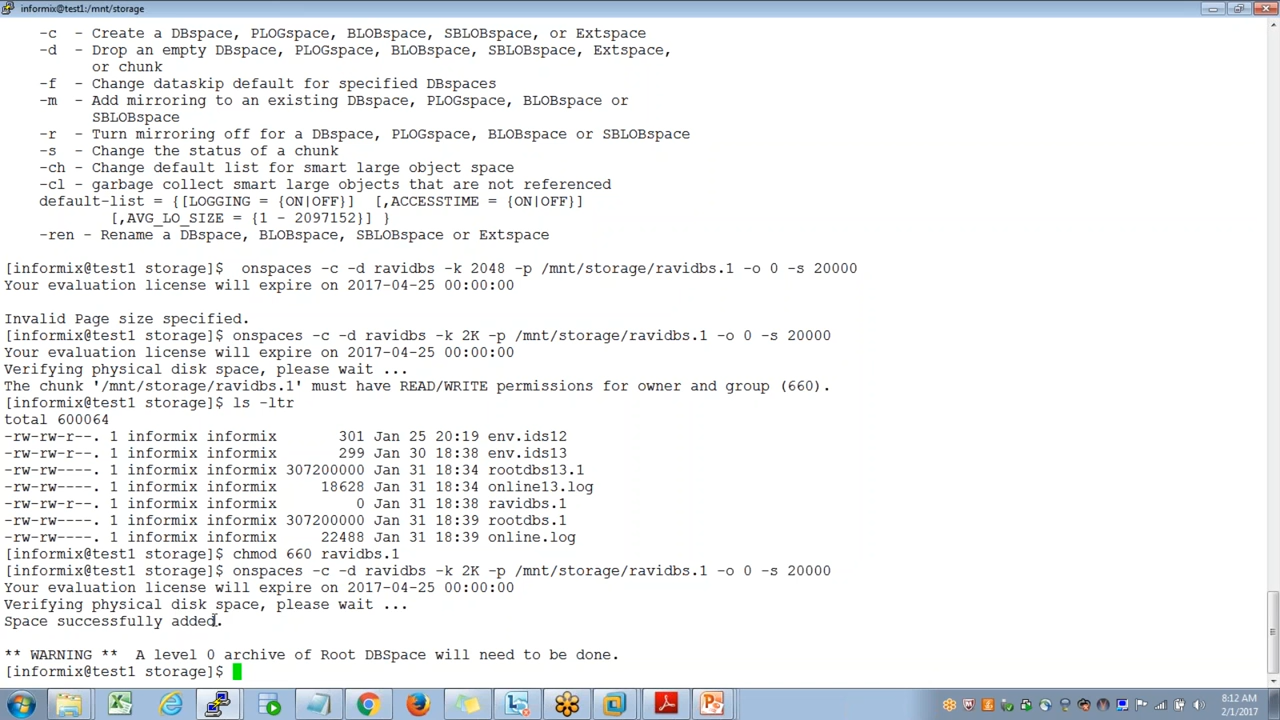 informix@test1:/mnt/storage
-c - Create a DBspace, PLOGspace, BLOBspace, SBLOBspace, or Extspace
-d - Drop an empty DBspace, PLOGspace, BLOBspace, SBLOBspace, Extspace,
or chunk
-f - Change dataskip default for specified DBspaces
-m - Add mirroring to an existing DBspace, PLOGspace, BLOBspace or
SBLOBspace
-r - Turn mirroring off for a DBspace, PLOGspace, BLOBspace or SBLOBspace
-s - Change the status of a chunk
-ch - Change default list for smart large object space
-cl - garbage collect smart large objects that are not referenced
default-list = {[LOGGING = {ON|OFF}] [,ACCESSTIME = {ON|OFF}]
[,AVG_LO_SIZE = {1 - 2097152}] }
-ren - Rename a DBspace, BLOBspace, SBLOBspace or Extspace
[informix@test1 storage]$ onspaces -c -d ravidbs -k 2048 -p /mnt/storage/ravidbs.1 -o 0 -s 20000
Your evaluation license will expire on 2017-04-25 00:00:00
Invalid Page size specified.
[informix@test1 storage]$ onspaces -c -d ravidbs -k 2K -p /mnt/storage/ravidbs.1 -o 0 -s 20000
Your evaluation license will expire on 2017-04-25 00:00:00
Verifying physical disk space, please wait ...
The chunk '/mnt/storage/ravidbs.1' must have READ/WRITE permissions for owner and group (660).
[informix@test1 storage]$ ls -ltr
total 600064
-rw-rw-r--. 1 informix informix 301 Jan 25 20:19 env.ids12
-rw-rw-r--. 1 informix informix 299 Jan 30 18:38 env.ids13
-rw-rw----. 1 informix informix 307200000 Jan 31 18:34 rootdbs13.1
-rw-rw----. 1 informix informix 18628 Jan 31 18:34 online13.log
-rw-rw-r--. 1 informix informix 0 Jan 31 18:38 ravidbs.1
-rw-rw----. 1 informix informix 307200000 Jan 31 18:39 rootdbs.1
-rw-rw----. 1 informix informix 22488 Jan 31 18:39 online.log
[informix@test1 storage]$ chmod 660 ravidbs.1
[informix@test1 storage]$ onspaces -c -d ravidbs -k 2K -p /mnt/storage/ravidbs.1 -o 0 -s 20000
Your evaluation license will expire on 2017-04-25 00:00:00
Verifying physical disk space, please wait ...
Space successfully added.
** WARNING ** A level 0 archive of Root DBSpace will need to be done.
[informix@test1 storage]$
8:12 AM
2/1/2017